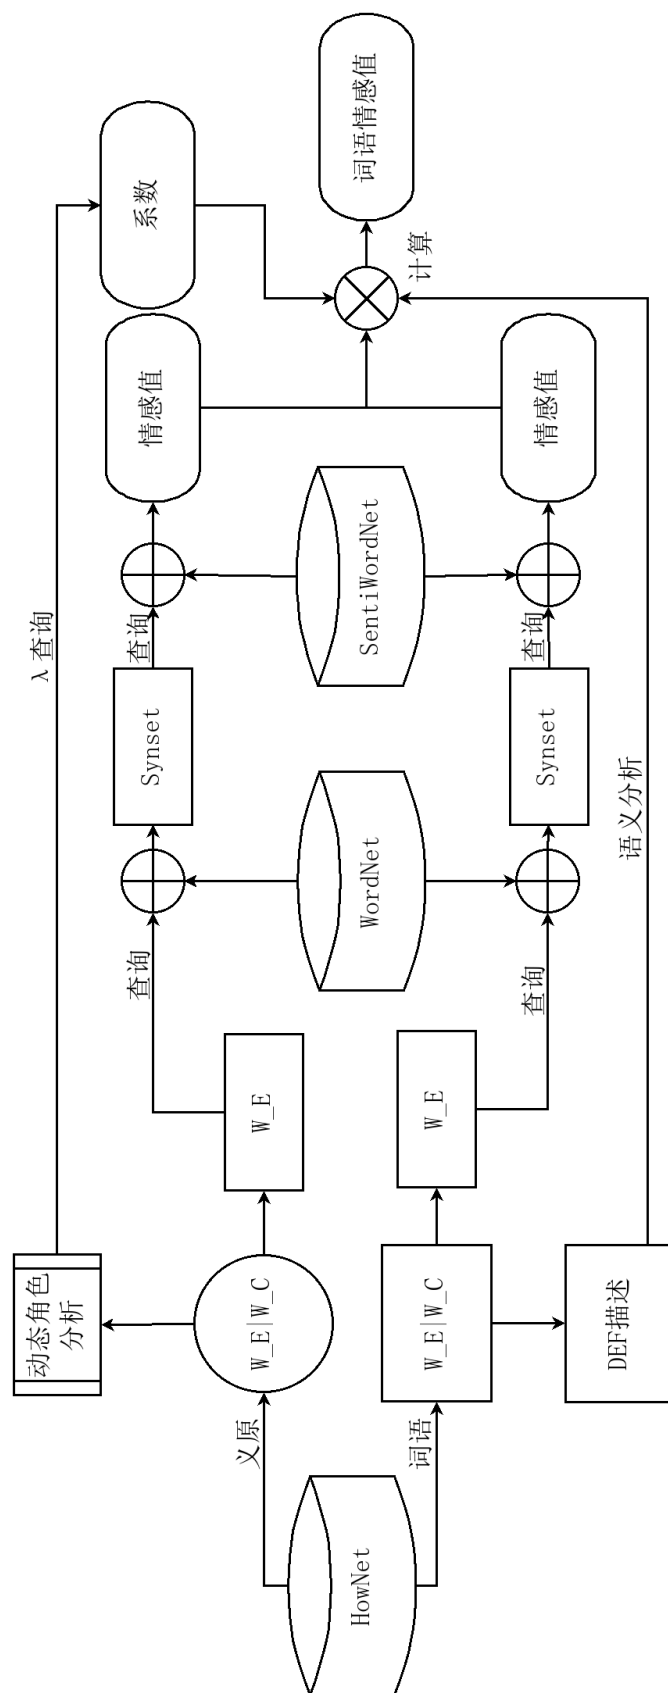 HowNet
义原
词语
动态角色
分析
W_E|W_C
W_E|W_C
DEF描述
W_E
W_E
查询
查询
WordNet
Synset
Synset
λ查询
语义分析
查询
查询
SentiWordNet
情感值
情感值
系数
计算
词语情感值